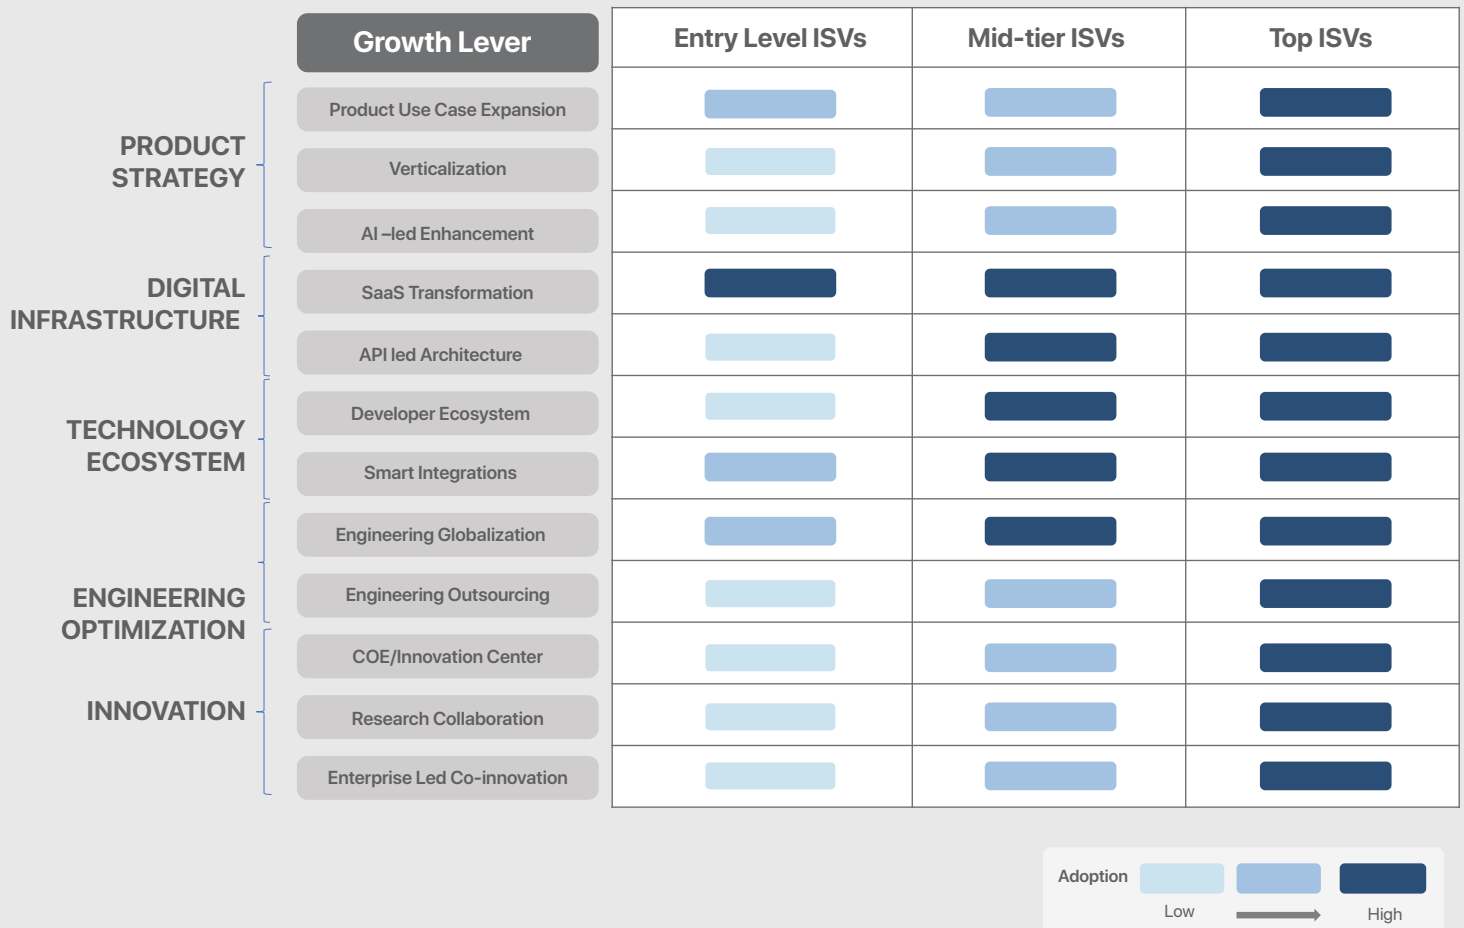 Growth Lever
Entry Level ISVs
Mid-tier ISVs
Top ISVs
PRODUCT
STRATEGY
Product Use Case Expansion
Verticalization
AI –led Enhancement
DIGITAL
INFRASTRUCTURE
SaaS Transformation
API led Architecture
TECHNOLOGY
ECOSYSTEM
Developer Ecosystem
Smart Integrations
ENGINEERING
OPTIMIZATION
Engineering Globalization
Engineering Outsourcing
INNOVATION
COE/Innovation Center
Research Collaboration
Enterprise Led Co-innovation
Adoption
Low
High